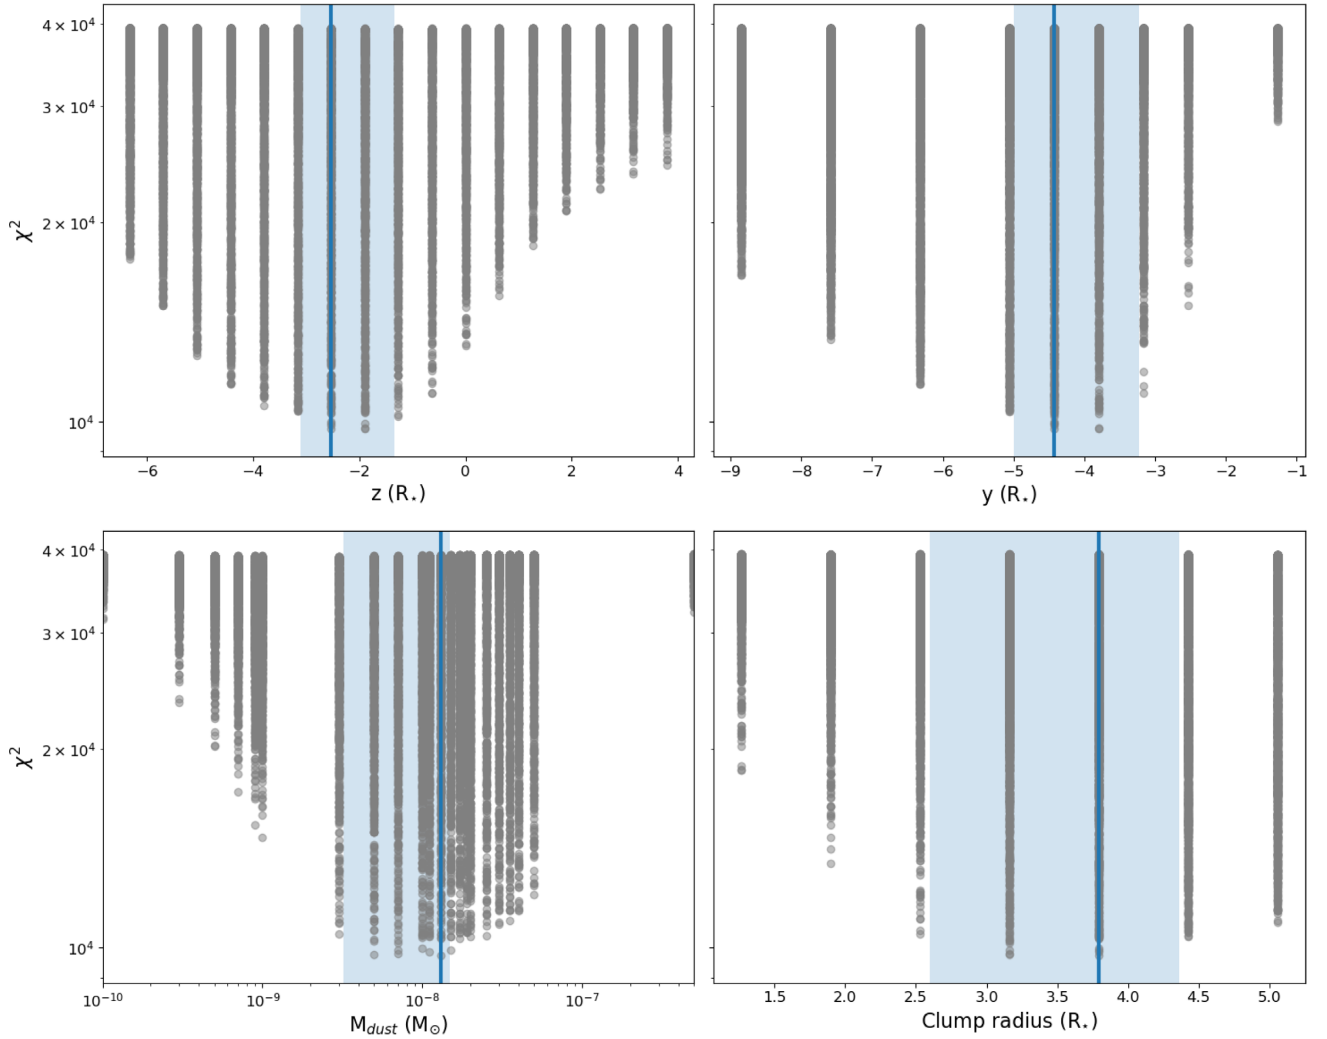 4 × 10⁴
3 × 10⁴
2 × 10⁴
10⁴
χ²
−6 −4 −2 0 2 4
z (R⋆)
−9 −8 −7 −6 −5 −4 −3 −2 −1
y (R⋆)
4 × 10⁴
3 × 10⁴
2 × 10⁴
10⁴
χ²
10⁻¹⁰ 10⁻⁹ 10⁻⁸ 10⁻⁷
M_dust (M⊙)
1.5 2.0 2.5 3.0 3.5 4.0 4.5 5.0
Clump radius (R⋆)